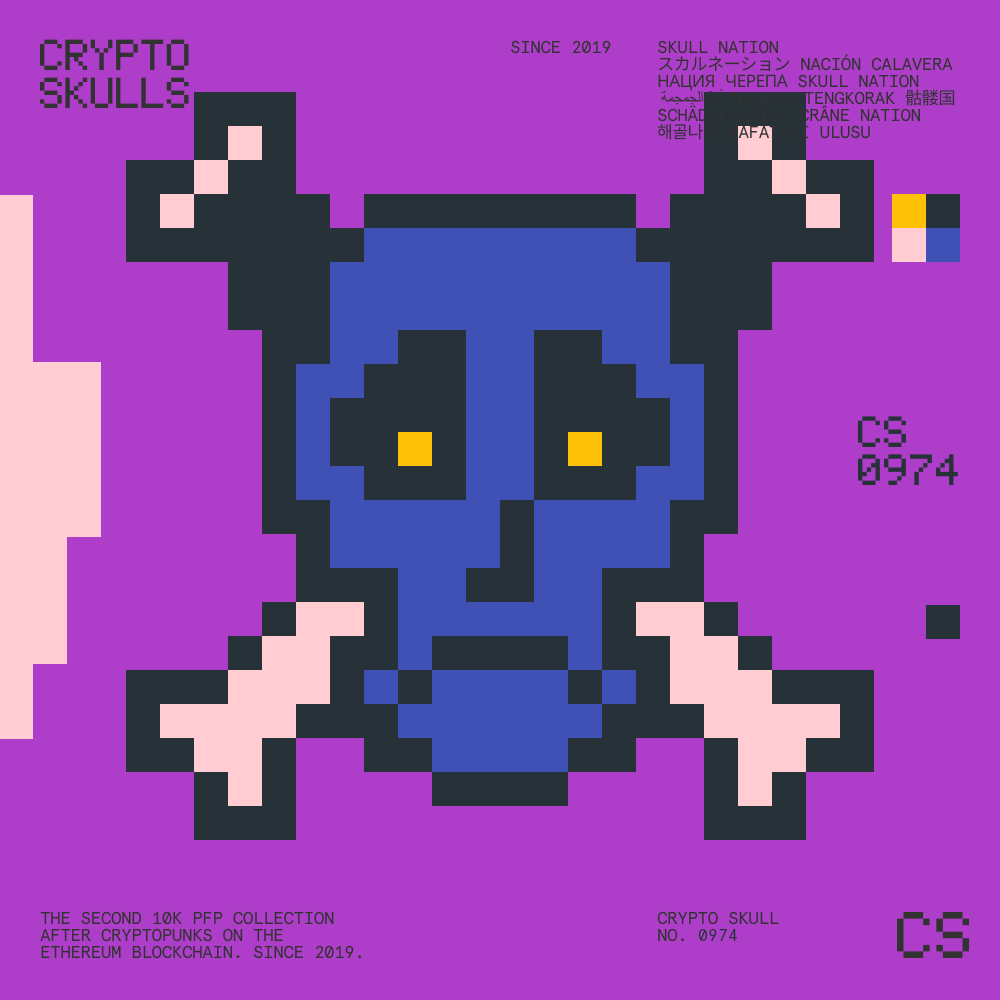 CRYPTO
SKULLS
SINCE 2019
SKULL NATION
スカルネーション NACIÓN CALAVERA
НАЦИЯ ЧЕРЕПА SKULL NATION
TENGKORAK 骷髅国
CRÂNE NATION
ULUSU
CS
0974
THE SECOND 10K PFP COLLECTION
AFTER CRYPTOPUNKS ON THE
ETHEREUM BLOCKCHAIN. SINCE 2019.
CRYPTO SKULL
NO. 0974
CS